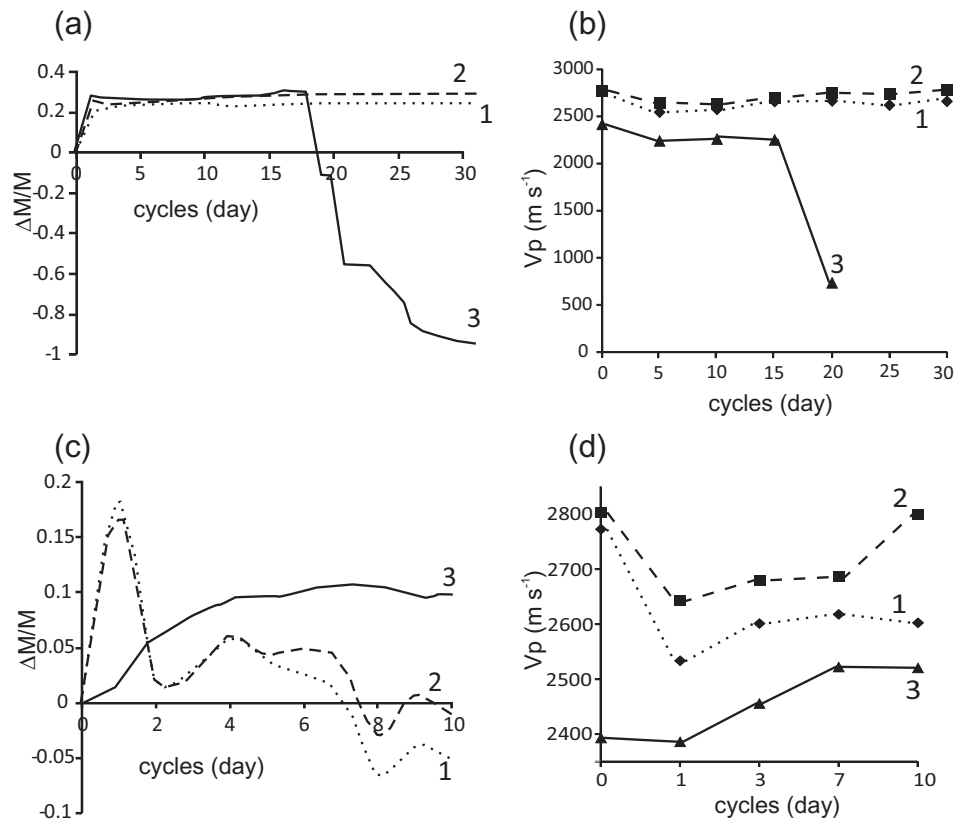 (a)
0.4
0.2
0
-0.2
-0.4
-0.6
-0.8
-1
0 5 10 15 20 25 30
ΔM/M
cycles (day)
2
1
3
(b)
3000
2500
2000
1500
1000
500
0
0 5 10 15 20 25 30
Vp (m s⁻¹)
cycles (day)
2
1
3
(c)
0.2
0.15
0.1
0.05
0
-0.05
-0.1
0 2 4 6 8 10
ΔM/M
cycles (day)
3
2
1
(d)
2800
2700
2600
2500
2400
0 1 3 7 10
Vp (m s⁻¹)
cycles (day)
2
1
3